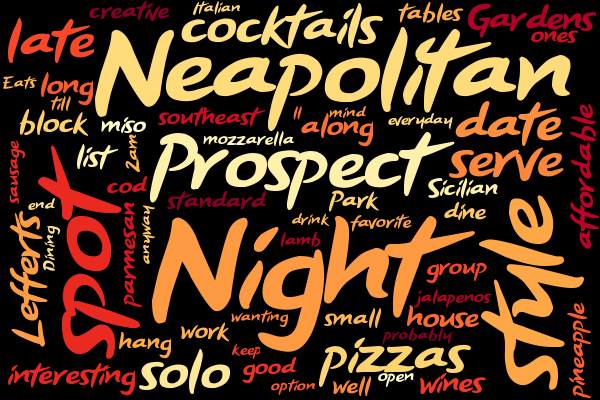 creative
Italian
cocktails
tables
Gardens
ones
late
Neapolitan
Eats
long
till
block
miso
southeast
ll
mind
along
everyday
date
serve
affordable
sausage
list
2am
mozzarella
Prospect
Sicilian
cod
standard
Park
dine
end
Dining
Lefferts
spot
parmesan
anyway
drink
favorite
lamb
Night
group
style
jalapenos
wanting
small
house
pineapple
hang
work
probably
keep
pizzas
interesting
solo
good
option
well
open
wines